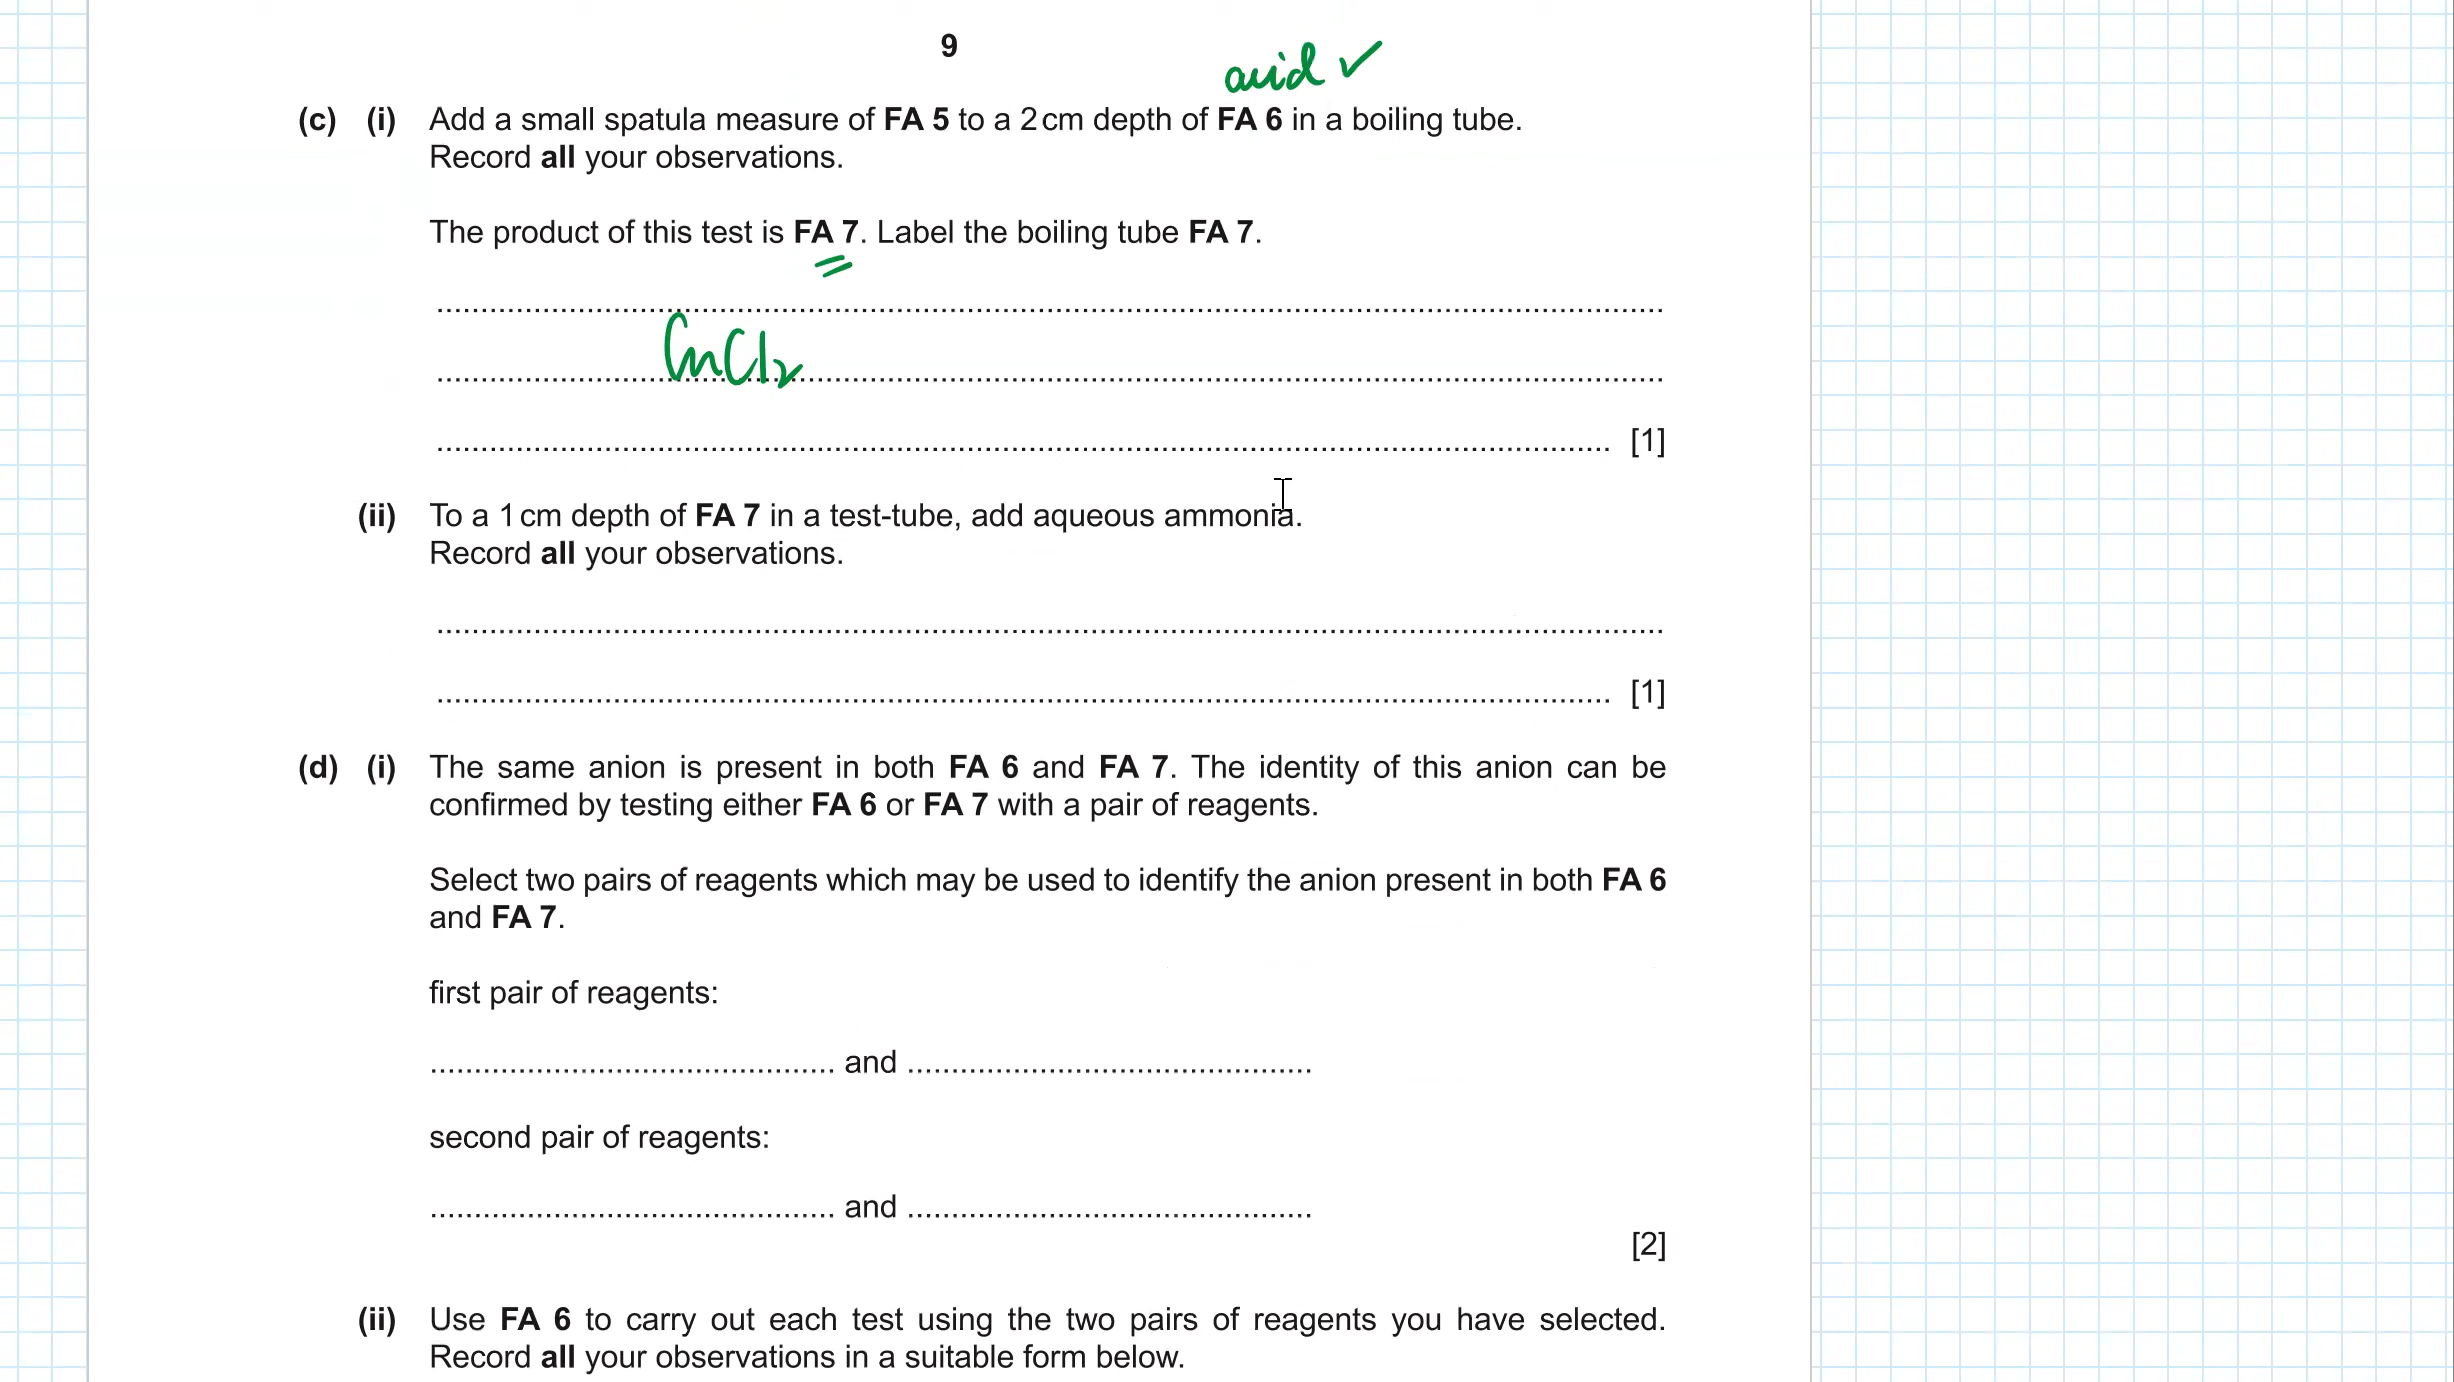 9
acid ✓
(c) (i) Add a small spatula measure of FA 5 to a 2 cm depth of FA 6 in a boiling tube.
Record all your observations.
The product of this test is FA 7. Label the boiling tube FA 7.
CuCl2
[1]
(ii) To a 1 cm depth of FA 7 in a test-tube, add aqueous ammonia.
Record all your observations.
[1]
(d) (i) The same anion is present in both FA 6 and FA 7. The identity of this anion can be
confirmed by testing either FA 6 or FA 7 with a pair of reagents.
Select two pairs of reagents which may be used to identify the anion present in both FA 6
and FA 7.
first pair of reagents:
.............................................. and ..............................................
second pair of reagents:
.............................................. and ..............................................
[2]
(ii) Use FA 6 to carry out each test using the two pairs of reagents you have selected.
Record all your observations in a suitable form below.